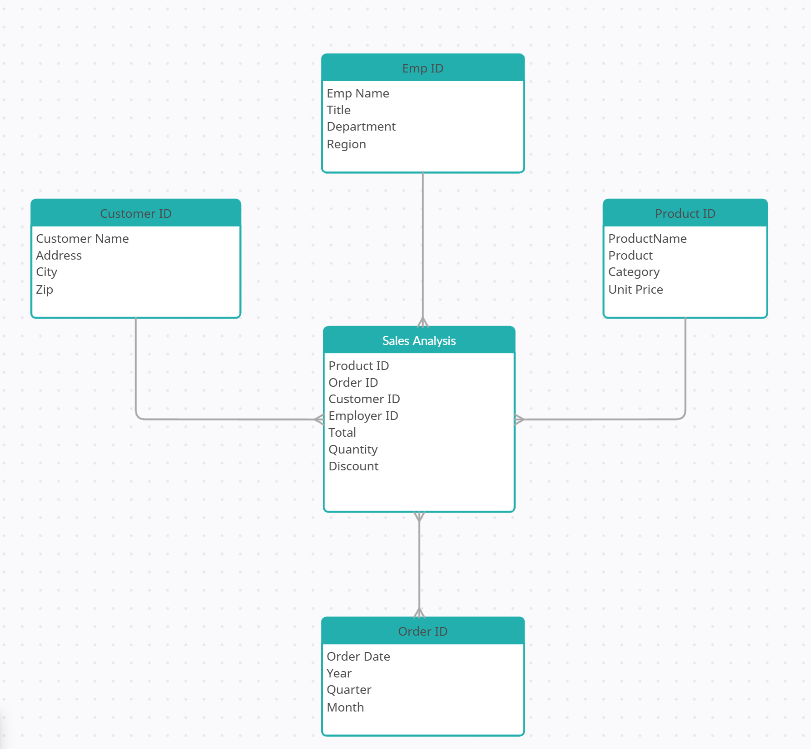 Emp ID
Emp Name
Title
Department
Region
Customer ID
Customer Name
Address
City
Zip
Product ID
ProductName
Product
Category
Unit Price
Sales Analysis
Product ID
Order ID
Customer ID
Employer ID
Total
Quantity
Discount
Order ID
Order Date
Year
Quarter
Month